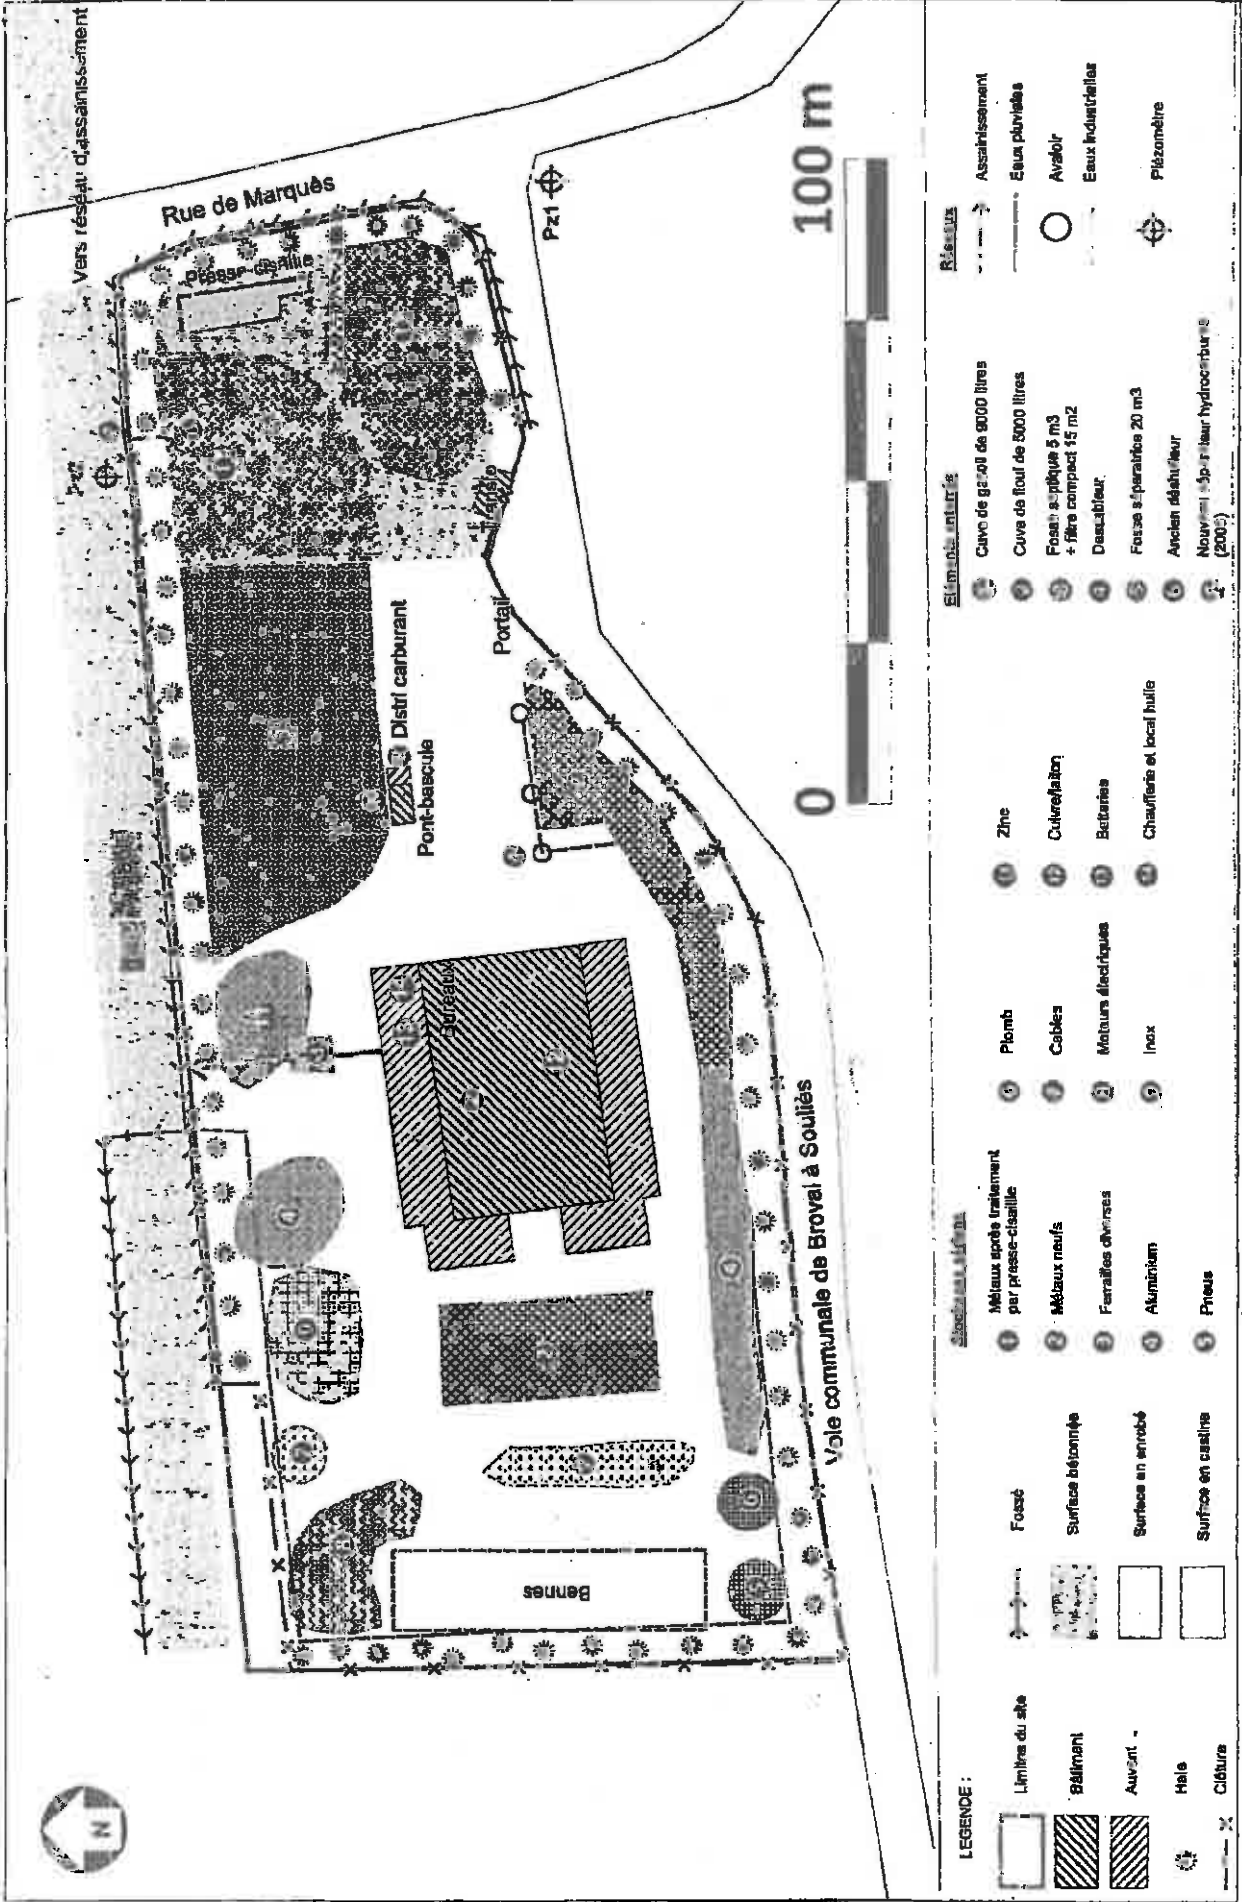 Vers réseau d'assainissement
Rue de Marquès
Presse-cisaille
Pz1
Portail
Distri carburant
Pont-bascule
Bureaux
Bennes
Voie communale de Broval à Souliès
0
100 m
N
LEGENDE :
Limites du site
Bâtiment
Auvent
Haie
Clôture
Fossé
Surface bétonnée
Surface en enrobé
Surface en castine
Métaux après traitement
par presse-cisaille
Métaux neufs
Ferrailles diverses
Aluminium
Pneus
Plomb
Cables
Moteurs électriques
Inox
Zinc
Cuivre/laiton
Batteries
Chaufferie et local huile
Cuve de gasoil de 9000 litres
Cuve de fioul de 5000 litres
Fosse septique 5 m3
+ filtre compact 15 m2
Dessableur
Fosse séparatrice 20 m3
Ancien déshuileur
Nouveau séparateur hydrocarbures
Réseaux
Assainissement
Eaux pluviales
Avaloir
Eaux industrielles
Piézomètre